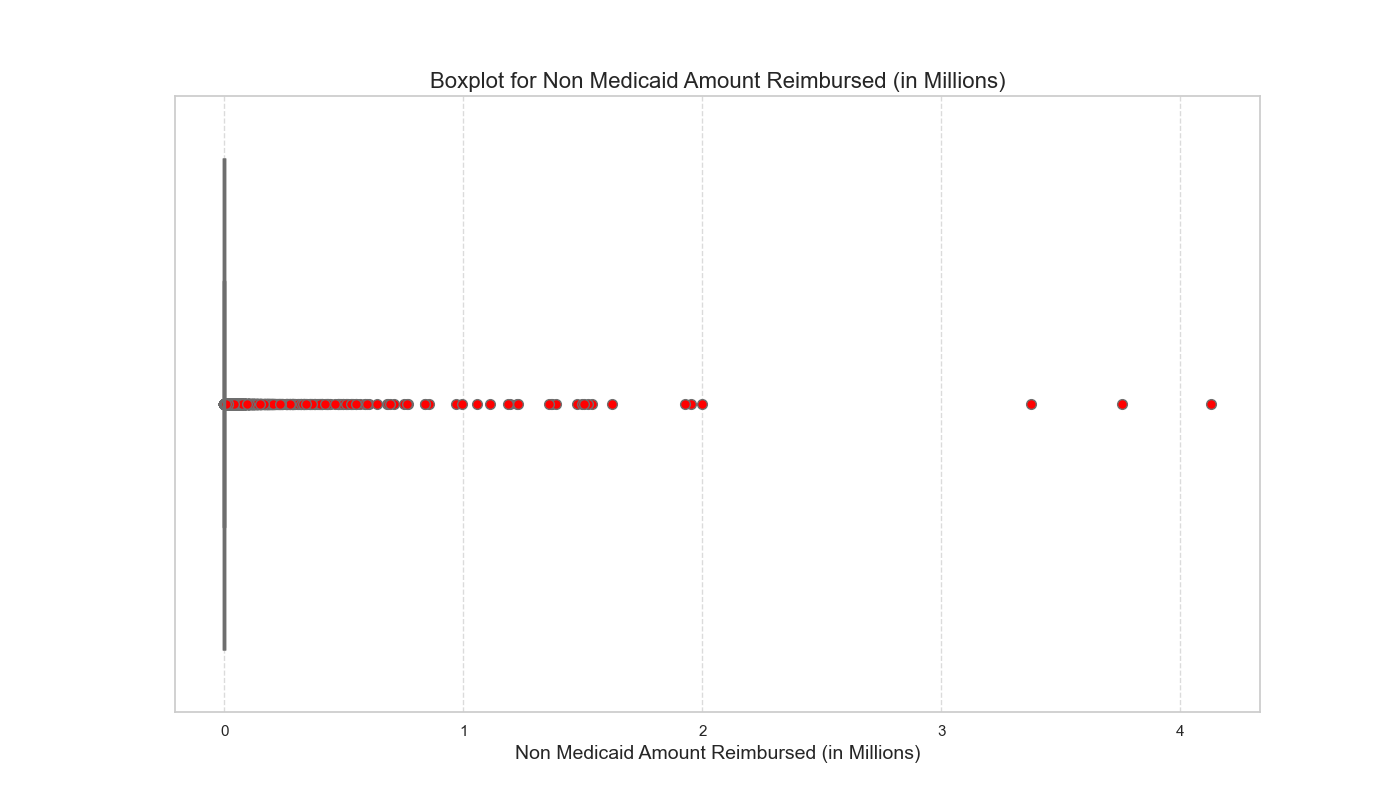 Boxplot for Non Medicaid Amount Reimbursed (in Millions)
0 1 2 3 4
Non Medicaid Amount Reimbursed (in Millions)